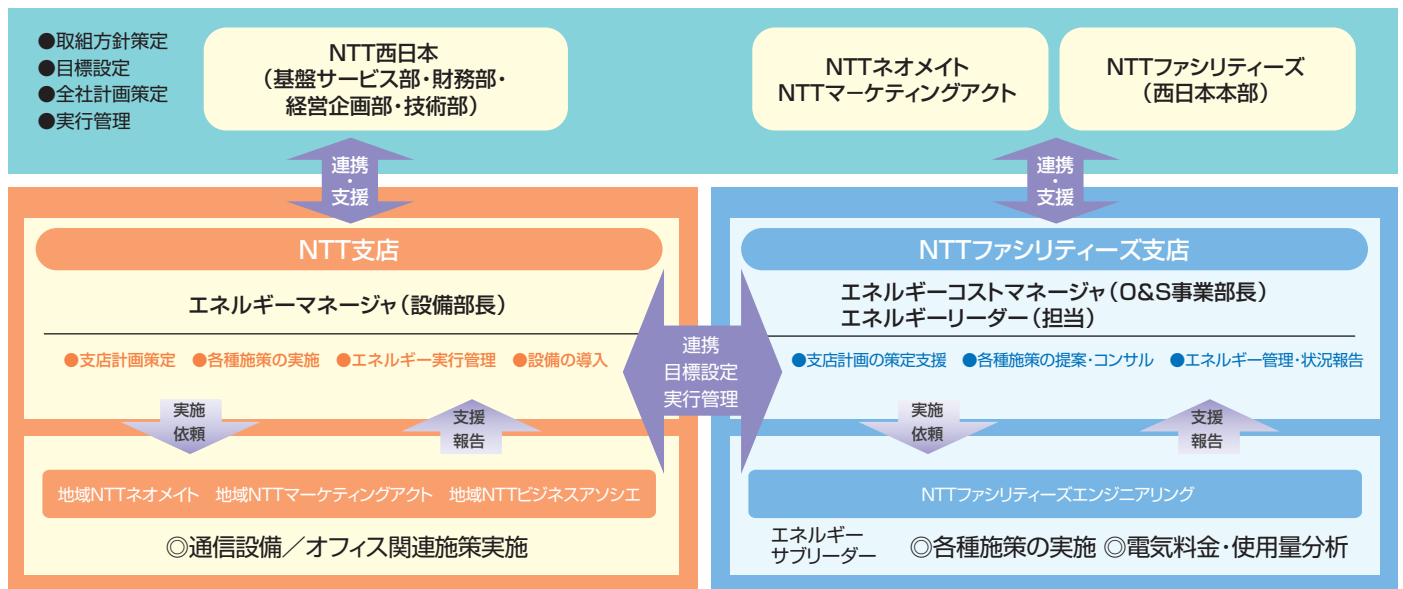 ●取組方針策定
●目標設定
●全社計画策定
●実行管理
NTT西日本
(基盤サービス部・財務部・
経営企画部・技術部)
NTTネオメイト
NTTマーケティングアクト
NTTファシリティーズ
(西日本本部)
連携
・
支援
連携
・
支援
NTT支店
エネルギーマネージャ(設備部長)
●支店計画策定 ●各種施策の実施 ●エネルギー実行管理 ●設備の導入
実施
依頼
支援
報告
地域NTTネオメイト 地域NTTマーケティングアクト 地域NTTビジネスアソシエ
◎通信設備/オフィス関連施策実施
連携
目標設定
実行管理
NTTファシリティーズ支店
エネルギーコストマネージャ(O&S事業部長)
エネルギーリーダー(担当)
●支店計画の策定支援 ●各種施策の提案・コンサル ●エネルギー管理・状況報告
実施
依頼
支援
報告
NTTファシリティーズエンジニアリング
エネルギー
サブリーダー
◎各種施策の実施 ◎電気料金・使用量分析